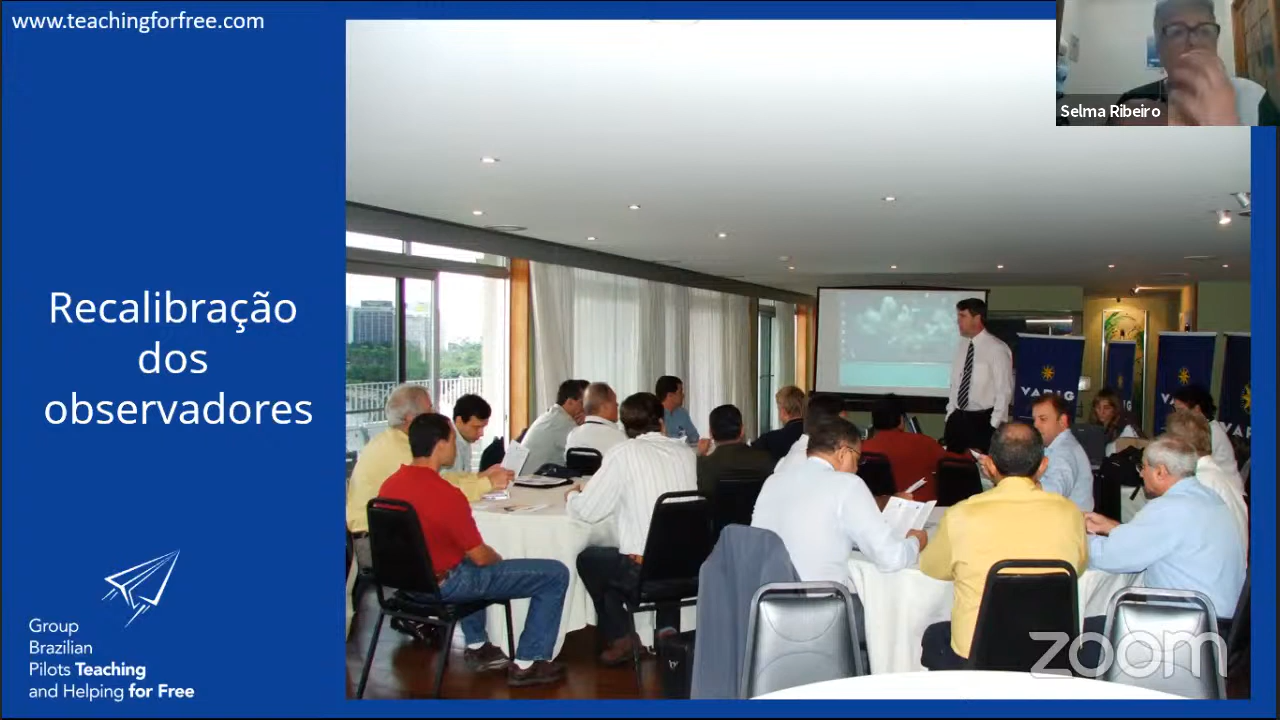 www.teachingforfree.com
Selma Ribeiro
Recalibração
dos
observadores
VARIG
Group
Brazilian
Pilots Teaching
and Helping for Free
zoom